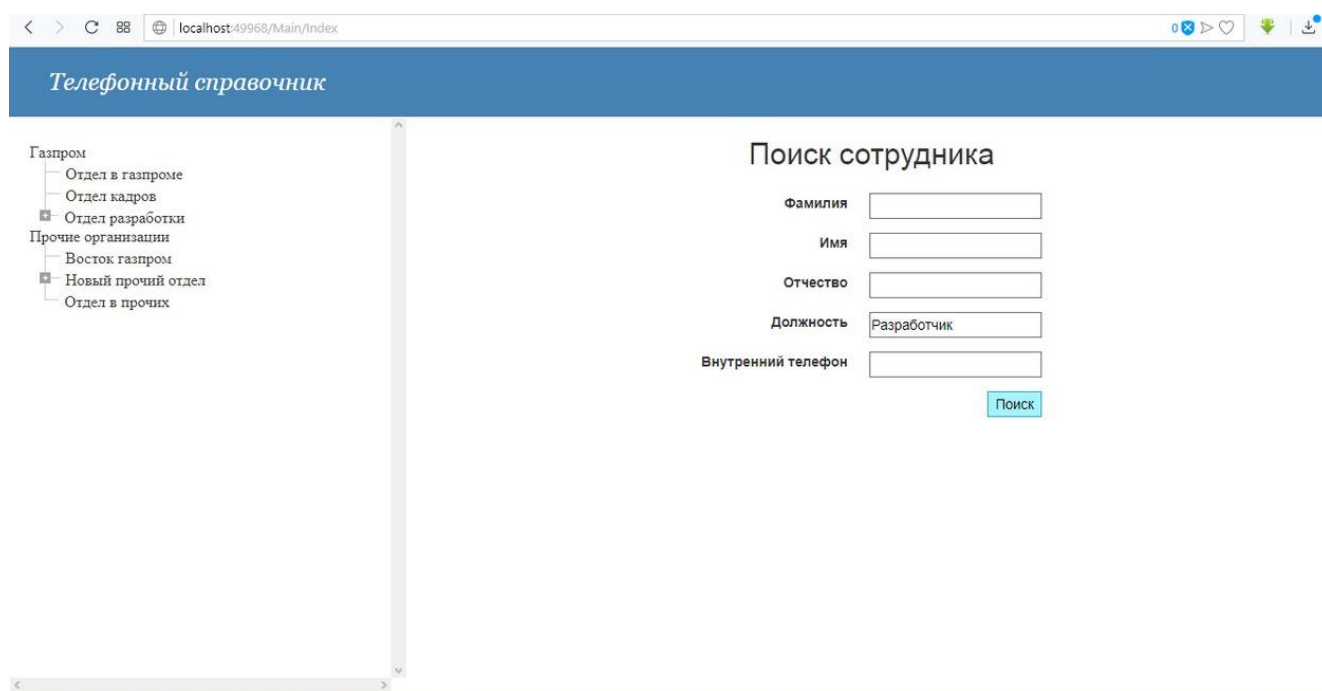 localhost:49968/Main/Index
0
Телефонный справочник
Газпром
Отдел в газпроме
Отдел кадров
Отдел разработки
Прочие организации
Восток газпром
Новый прочий отдел
Отдел в прочих
Поиск сотрудника
Фамилия
Имя
Отчество
Должность Разработчик
Внутренний телефон
Поиск